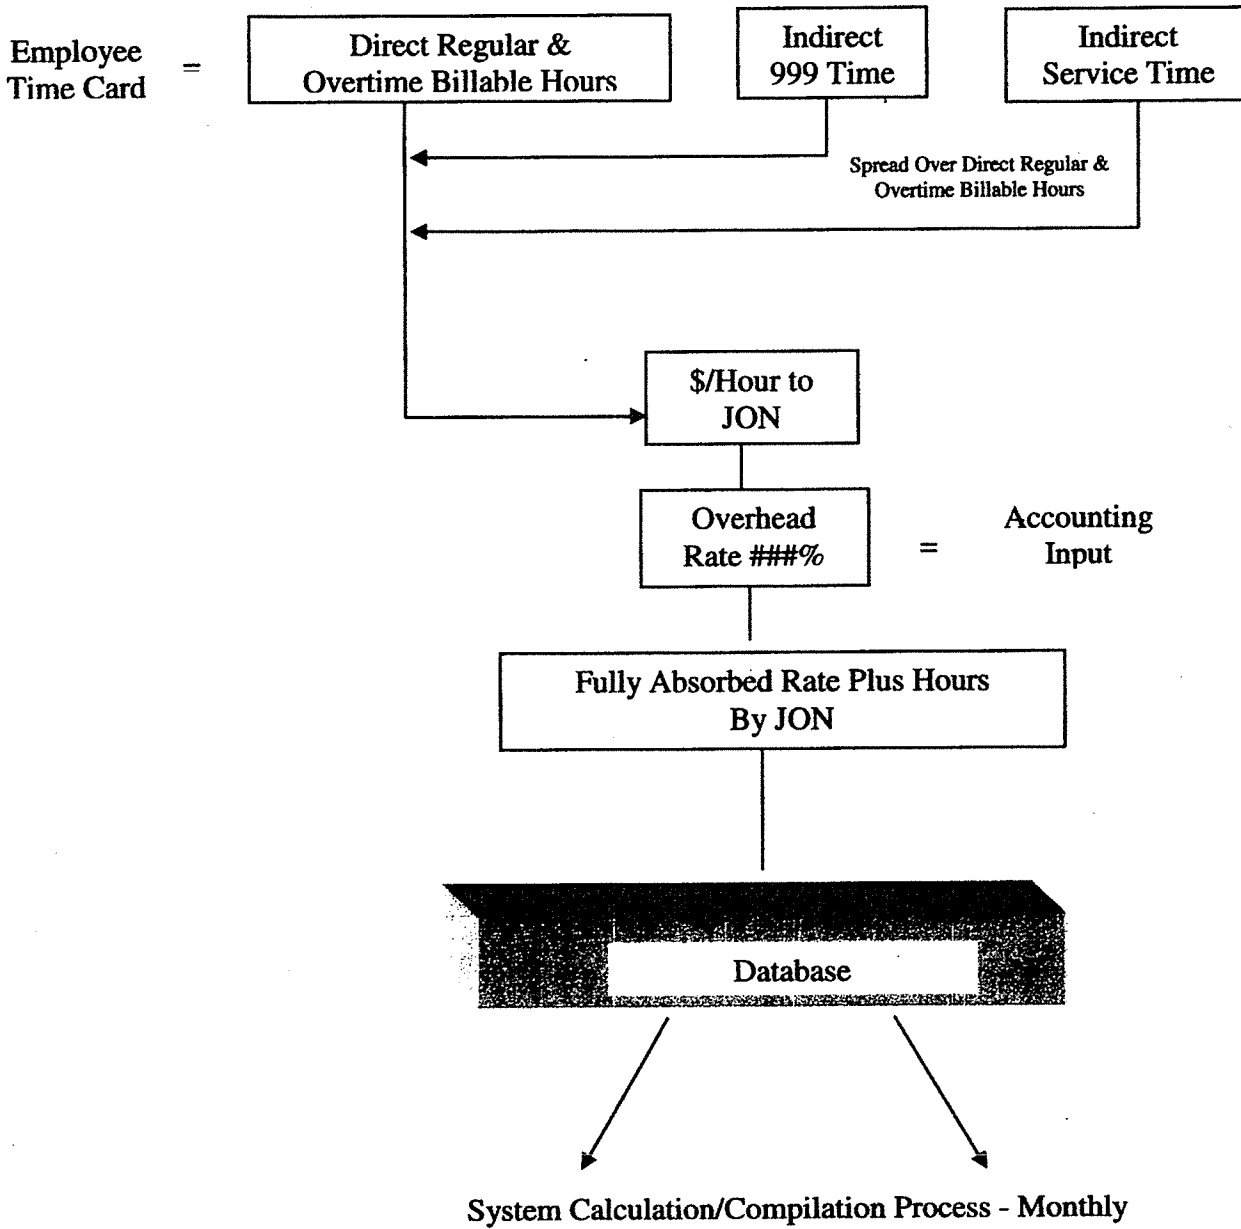 Employee
Time Card
=
Direct Regular &
Overtime Billable Hours
Indirect
999 Time
Indirect
Service Time
Spread Over Direct Regular &
Overtime Billable Hours
$/Hour to
JON
Overhead
Rate ###%
=
Accounting
Input
Fully Absorbed Rate Plus Hours
By JON
Database
System Calculation/Compilation Process - Monthly